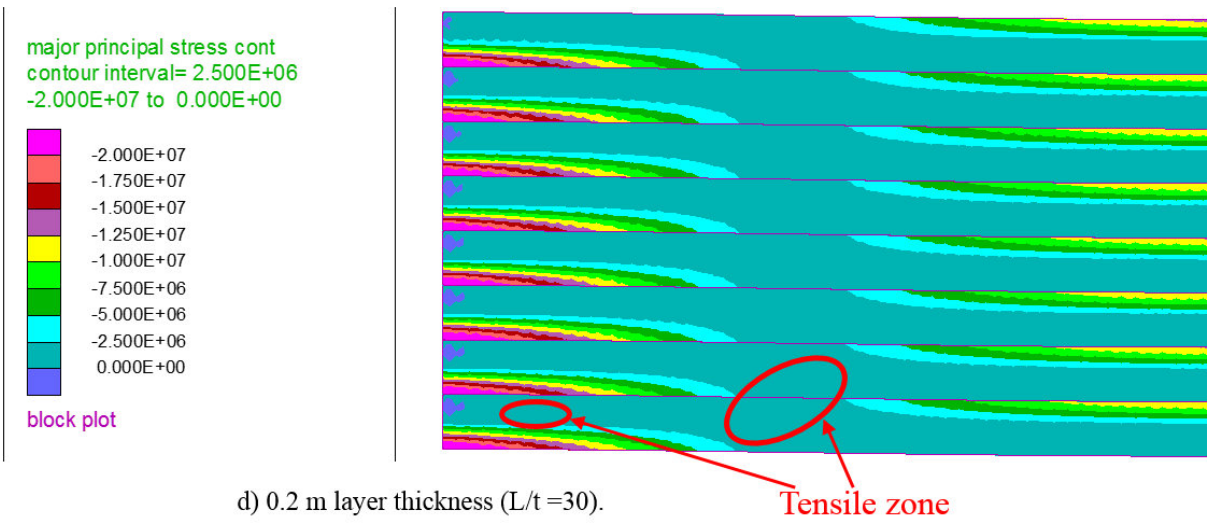 major principal stress cont
contour interval= 2.500E+06
-2.000E+07 to 0.000E+00
-2.000E+07
-1.750E+07
-1.500E+07
-1.250E+07
-1.000E+07
-7.500E+06
-5.000E+06
-2.500E+06
0.000E+00
block plot
d) 0.2 m layer thickness (L/t =30).
Tensile zone